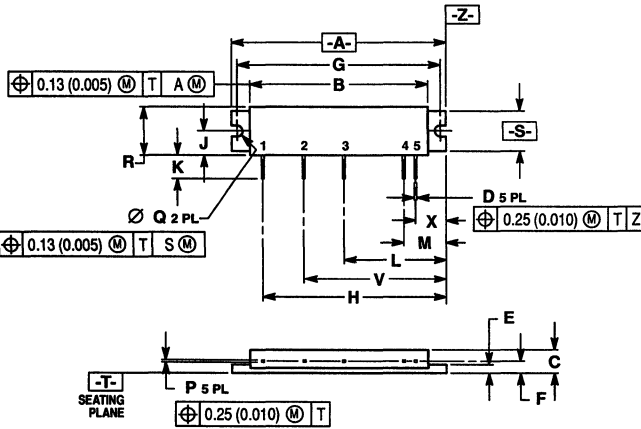 -Z-
-A-
G
⌖ 0.13 (0.005) Ⓜ T A Ⓜ
B
-S-
J
R
K
1 2 3 4 5
D 5 PL
Ø Q 2 PL
X
⌖ 0.25 (0.010) Ⓜ T Z
M
⌖ 0.13 (0.005) Ⓜ T S Ⓜ
L
V
H
E
C
-T-
SEATING
PLANE
P 5 PL
F
⌖ 0.25 (0.010) Ⓜ T